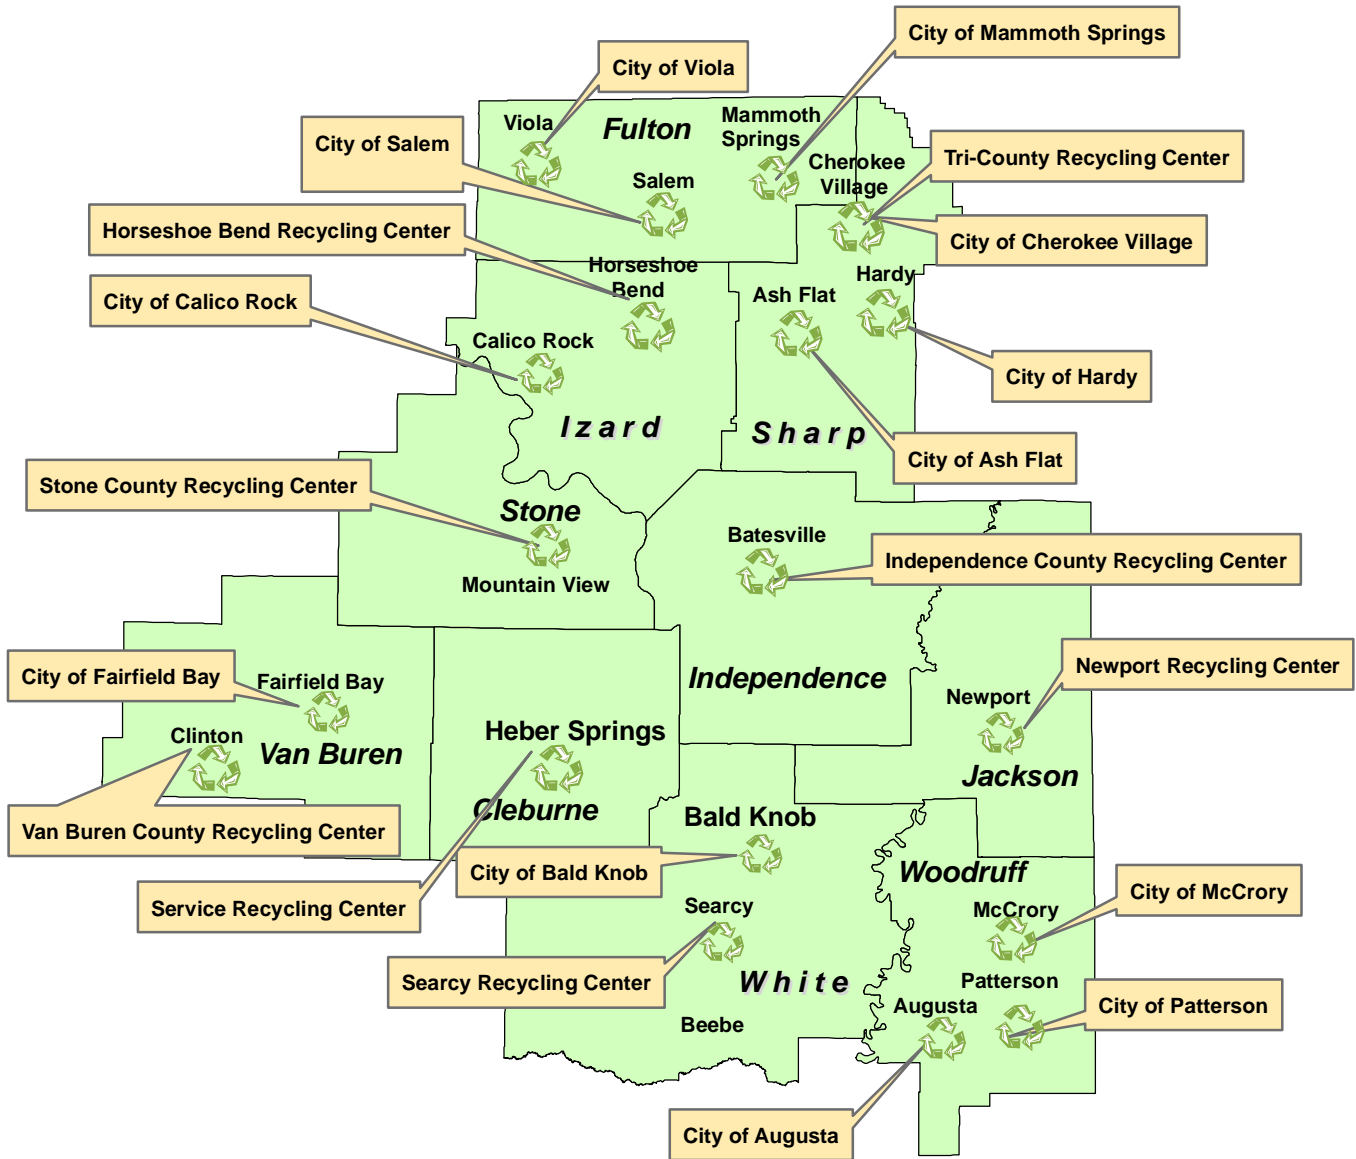 City of Mammoth Springs
City of Viola
Viola
Fulton
Mammoth
Springs
City of Salem
Cherokee
Village
Tri-County Recycling Center
Salem
Horseshoe Bend Recycling Center
City of Cherokee Village
Horseshoe
Bend
Hardy
Ash Flat
City of Calico Rock
Calico Rock
City of Hardy
Izard
Sharp
City of Ash Flat
Stone County Recycling Center
Stone
Batesville
Independence County Recycling Center
Mountain View
City of Fairfield Bay
Fairfield Bay
Independence
Newport Recycling Center
Newport
Clinton
Van Buren
Heber Springs
Jackson
Cleburne
Bald Knob
Van Buren County Recycling Center
City of Bald Knob
Woodruff
City of McCrory
Service Recycling Center
Searcy
McCrory
Searcy Recycling Center
White
Patterson
City of Patterson
Augusta
Beebe
City of Augusta